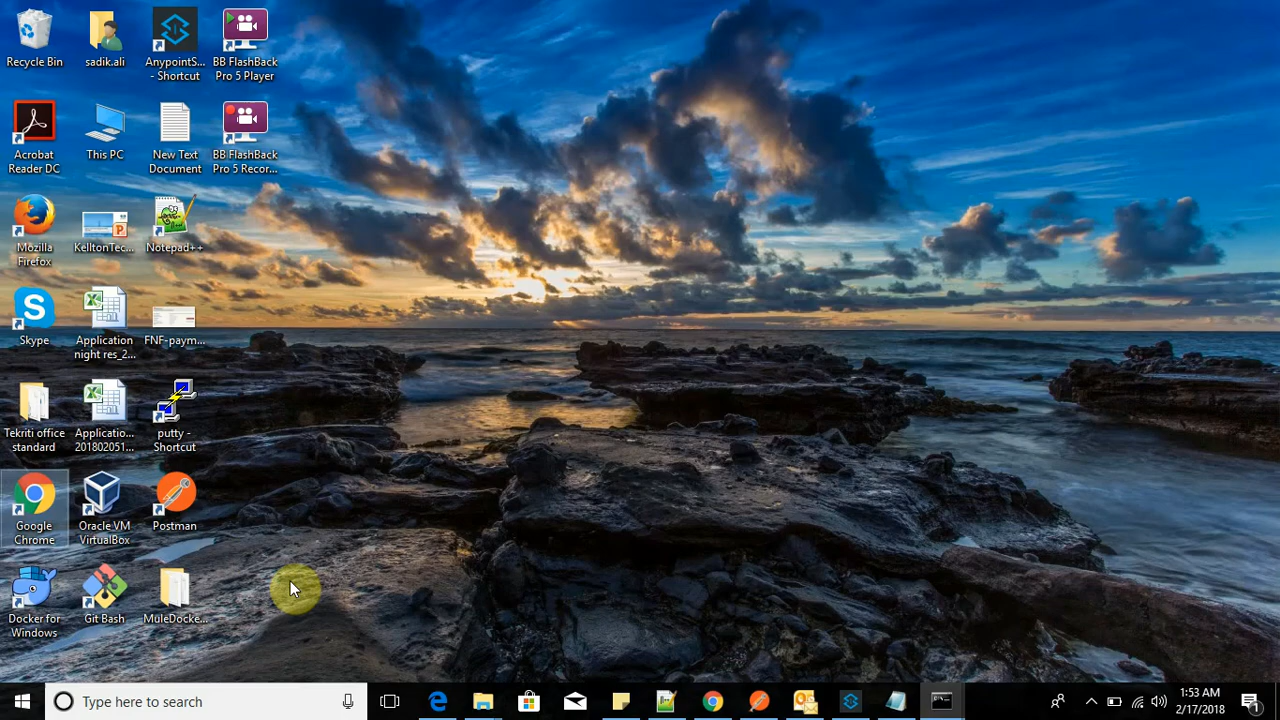 Recycle Bin
sadik.ali
AnypointS...
- Shortcut
BB FlashBack
Pro 5 Player
Acrobat
Reader DC
This PC
New Text
Document
BB FlashBack
Pro 5 Recor...
Mozilla
Firefox
KelltonTec...
Notepad++
Skype
Application
night res_2...
FNF-paym...
Tekriti office
standard
Applicatio...
201802051...
putty -
Shortcut
Google
Chrome
Oracle VM
VirtualBox
Postman
Docker for
Windows
Git Bash
MuleDocke...
Type here to search
1:53 AM
2/17/2018
1